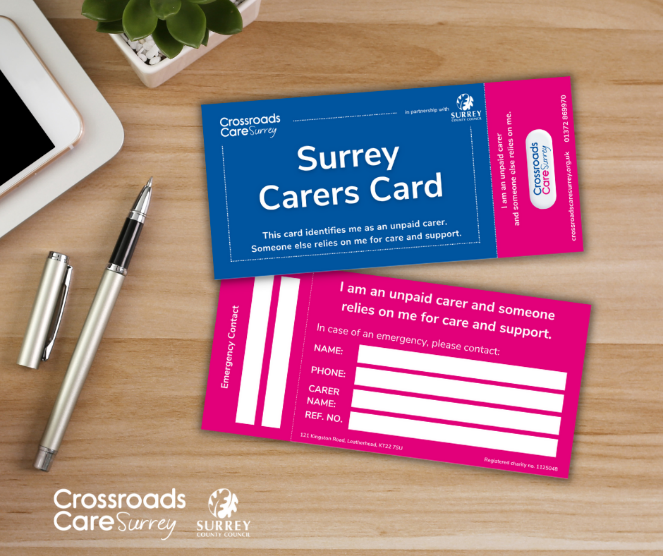 Crossroads
Care Surrey
in partnership with
SURREY
COUNTY COUNCIL
Surrey
Carers Card
This card identifies me as an unpaid carer.
Someone else relies on me for care and support.
I am an unpaid carer
and someone else relies on me.
Crossroads
Care Surrey
crossroadscaresurrey.org.uk 01372 869970
Emergency Contact
I am an unpaid carer and someone
relies on me for care and support.
In case of an emergency, please contact:
NAME:
PHONE:
CARER
NAME:
REF. NO.
121 Kingston Road, Leatherhead, KT22 7SU
Registered charity no. 1125048
Crossroads
Care Surrey
SURREY
COUNTY COUNCIL